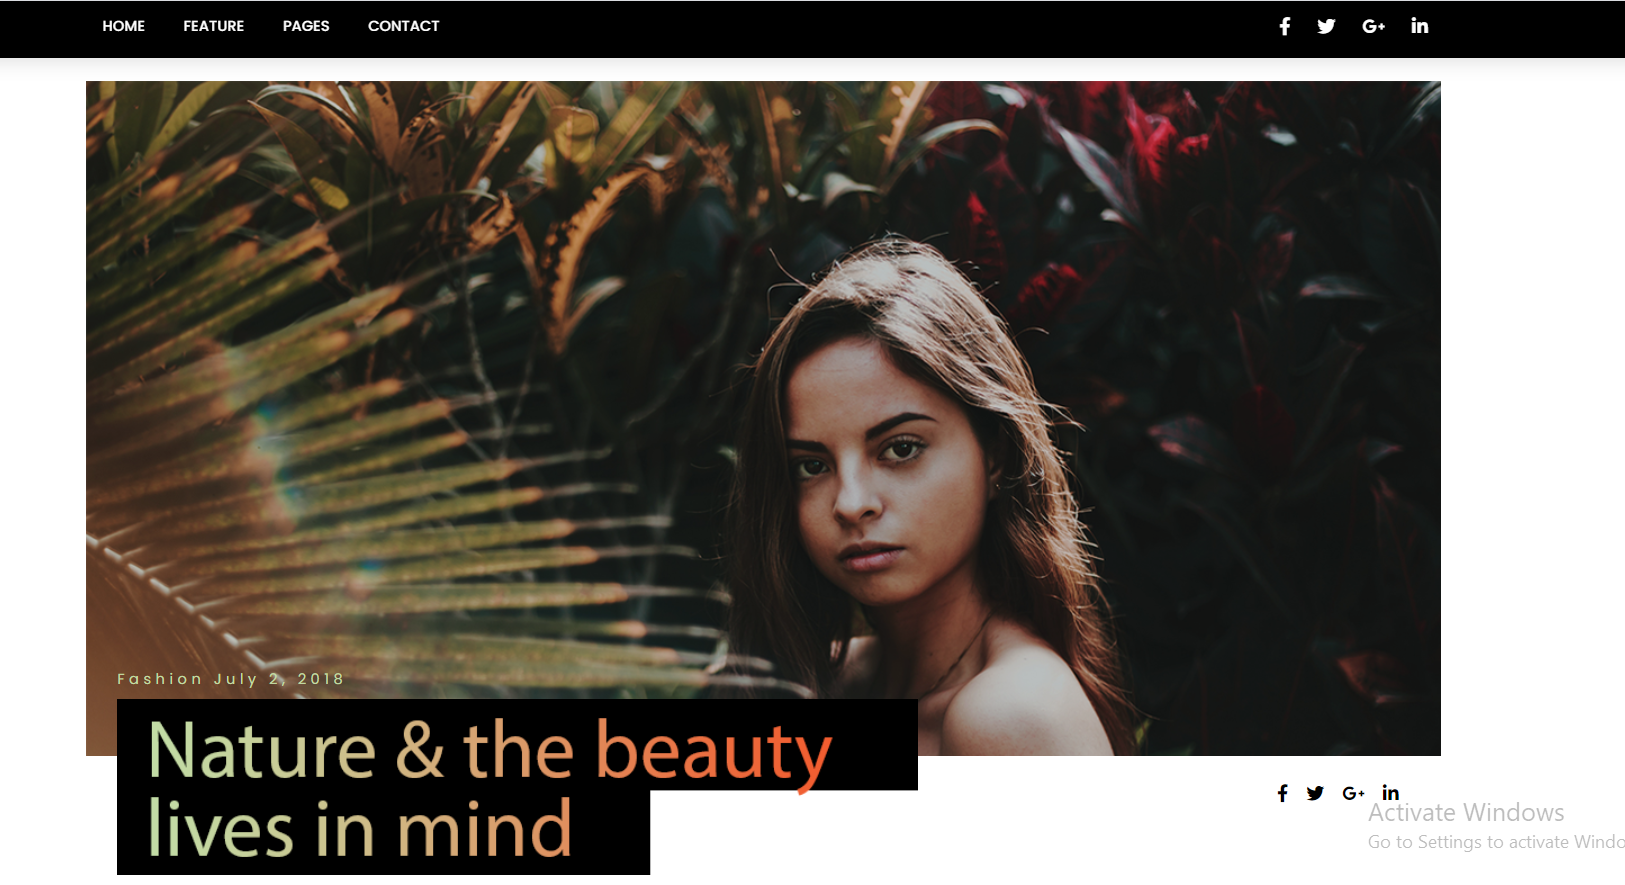 HOME FEATURE PAGES CONTACT f G+ in
Fashion July 2, 2018
Nature & the beauty
lives in mind
f G+ in
Activate Windows
Go to Settings to activate Windo